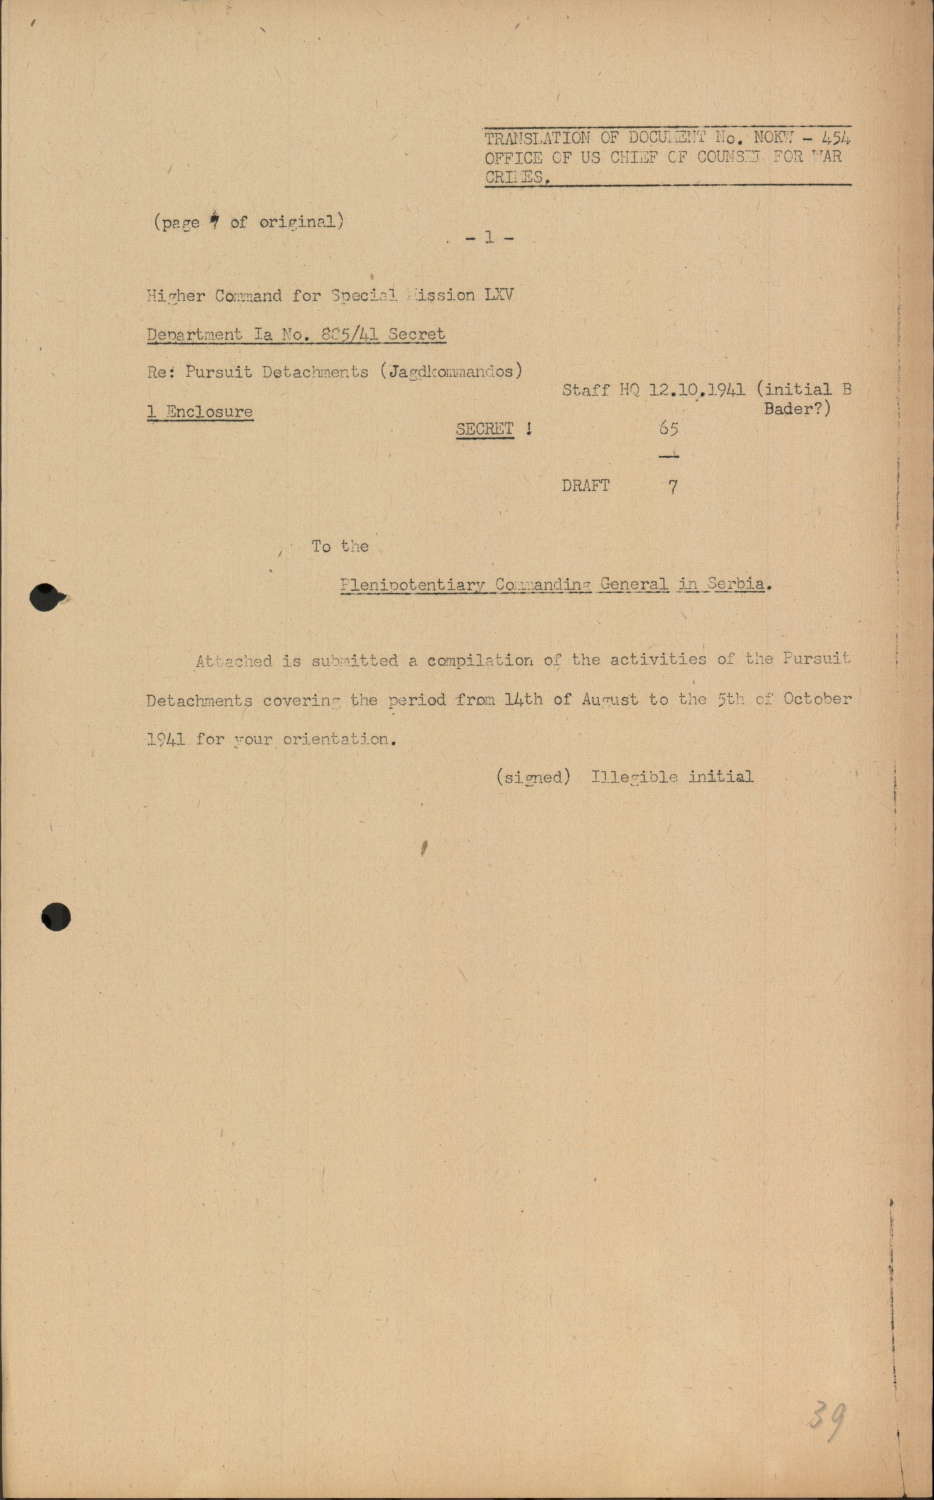 TRANSLATION OF DOCUMENT No. NOKW - 454
OFFICE OF US CHIEF OF COUNSEL FOR WAR
CRIMES.
(page 7 of original)
- 1 -
Higher Command for Special Mission LXV
Department Ia No. 885/41 Secret
Re: Pursuit Detachments (Jagdkommandos)
Staff HQ 12.10.1941 (initial B
Bader?)
1 Enclosure
SECRET !
65
DRAFT 7
To the
Plenipotentiary Commanding General in Serbia.
Attached is submitted a compilation of the activities of the Pursuit
Detachments covering the period from 14th of August to the 5th of October
1941 for your orientation.
(signed) Illegible initial
39